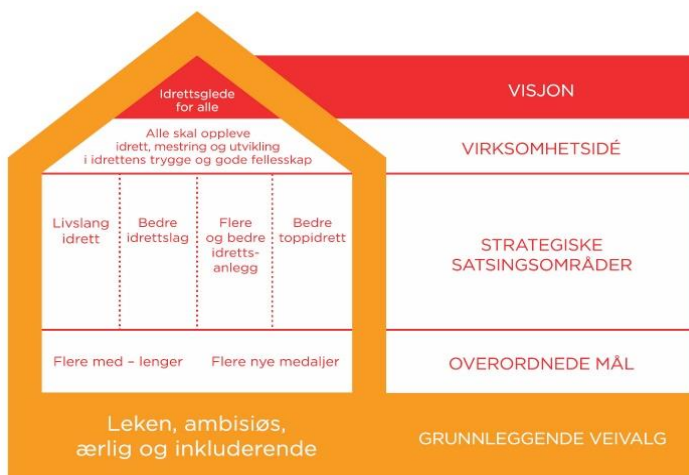 Idrettsglede
for alle
VISJON
Alle skal oppleve
idrett, mestring og utvikling
i idrettens trygge og gode fellesskap
VIRKSOMHETSIDÉ
Livslang
idrett
Bedre
idrettslag
Flere
og bedre
idretts-
anlegg
Bedre
toppidrett
STRATEGISKE
SATSINGSOMRÅDER
Flere med – lenger
Flere nye medaljer
OVERORDNEDE MÅL
Leken, ambisiøs,
ærlig og inkluderende
GRUNNLEGGENDE VEIVALG